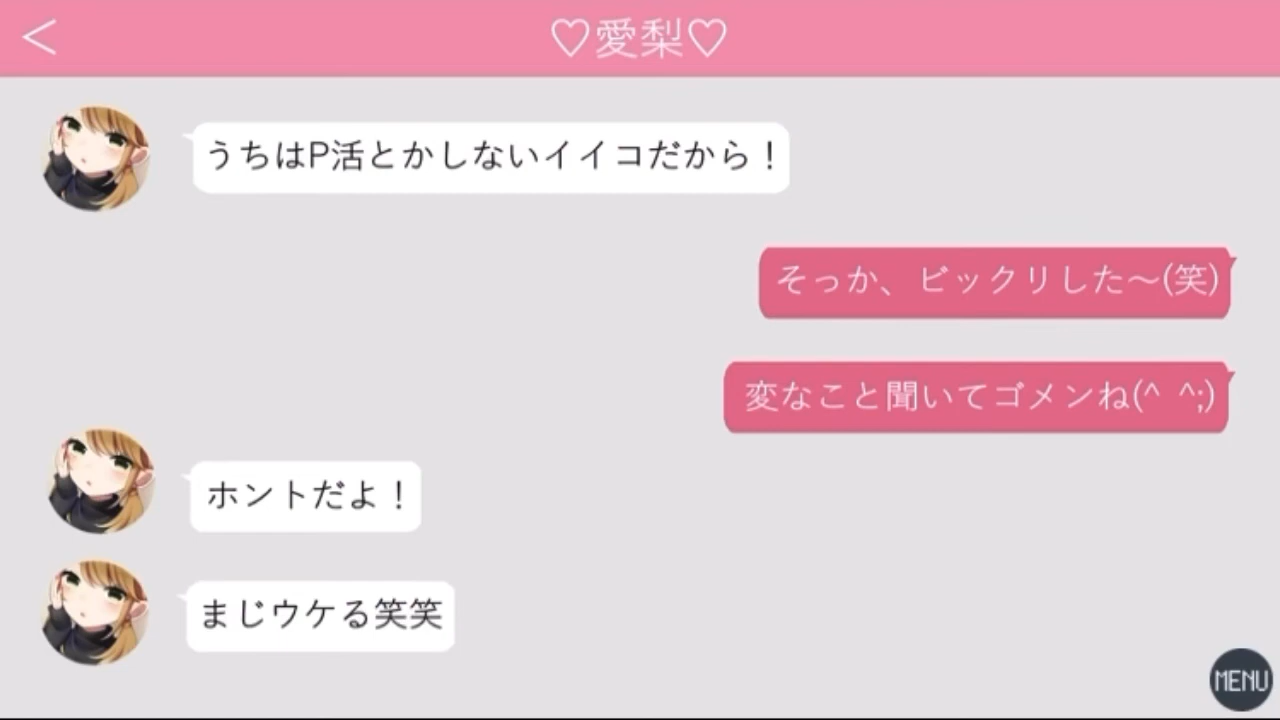 <
♡愛梨♡
うちはP活とかしないイイコだから！
そっか、ビックリした〜(笑)
変なこと聞いてゴメンね(^ ^;)
ホントだよ！
まじウケる笑笑
MENU